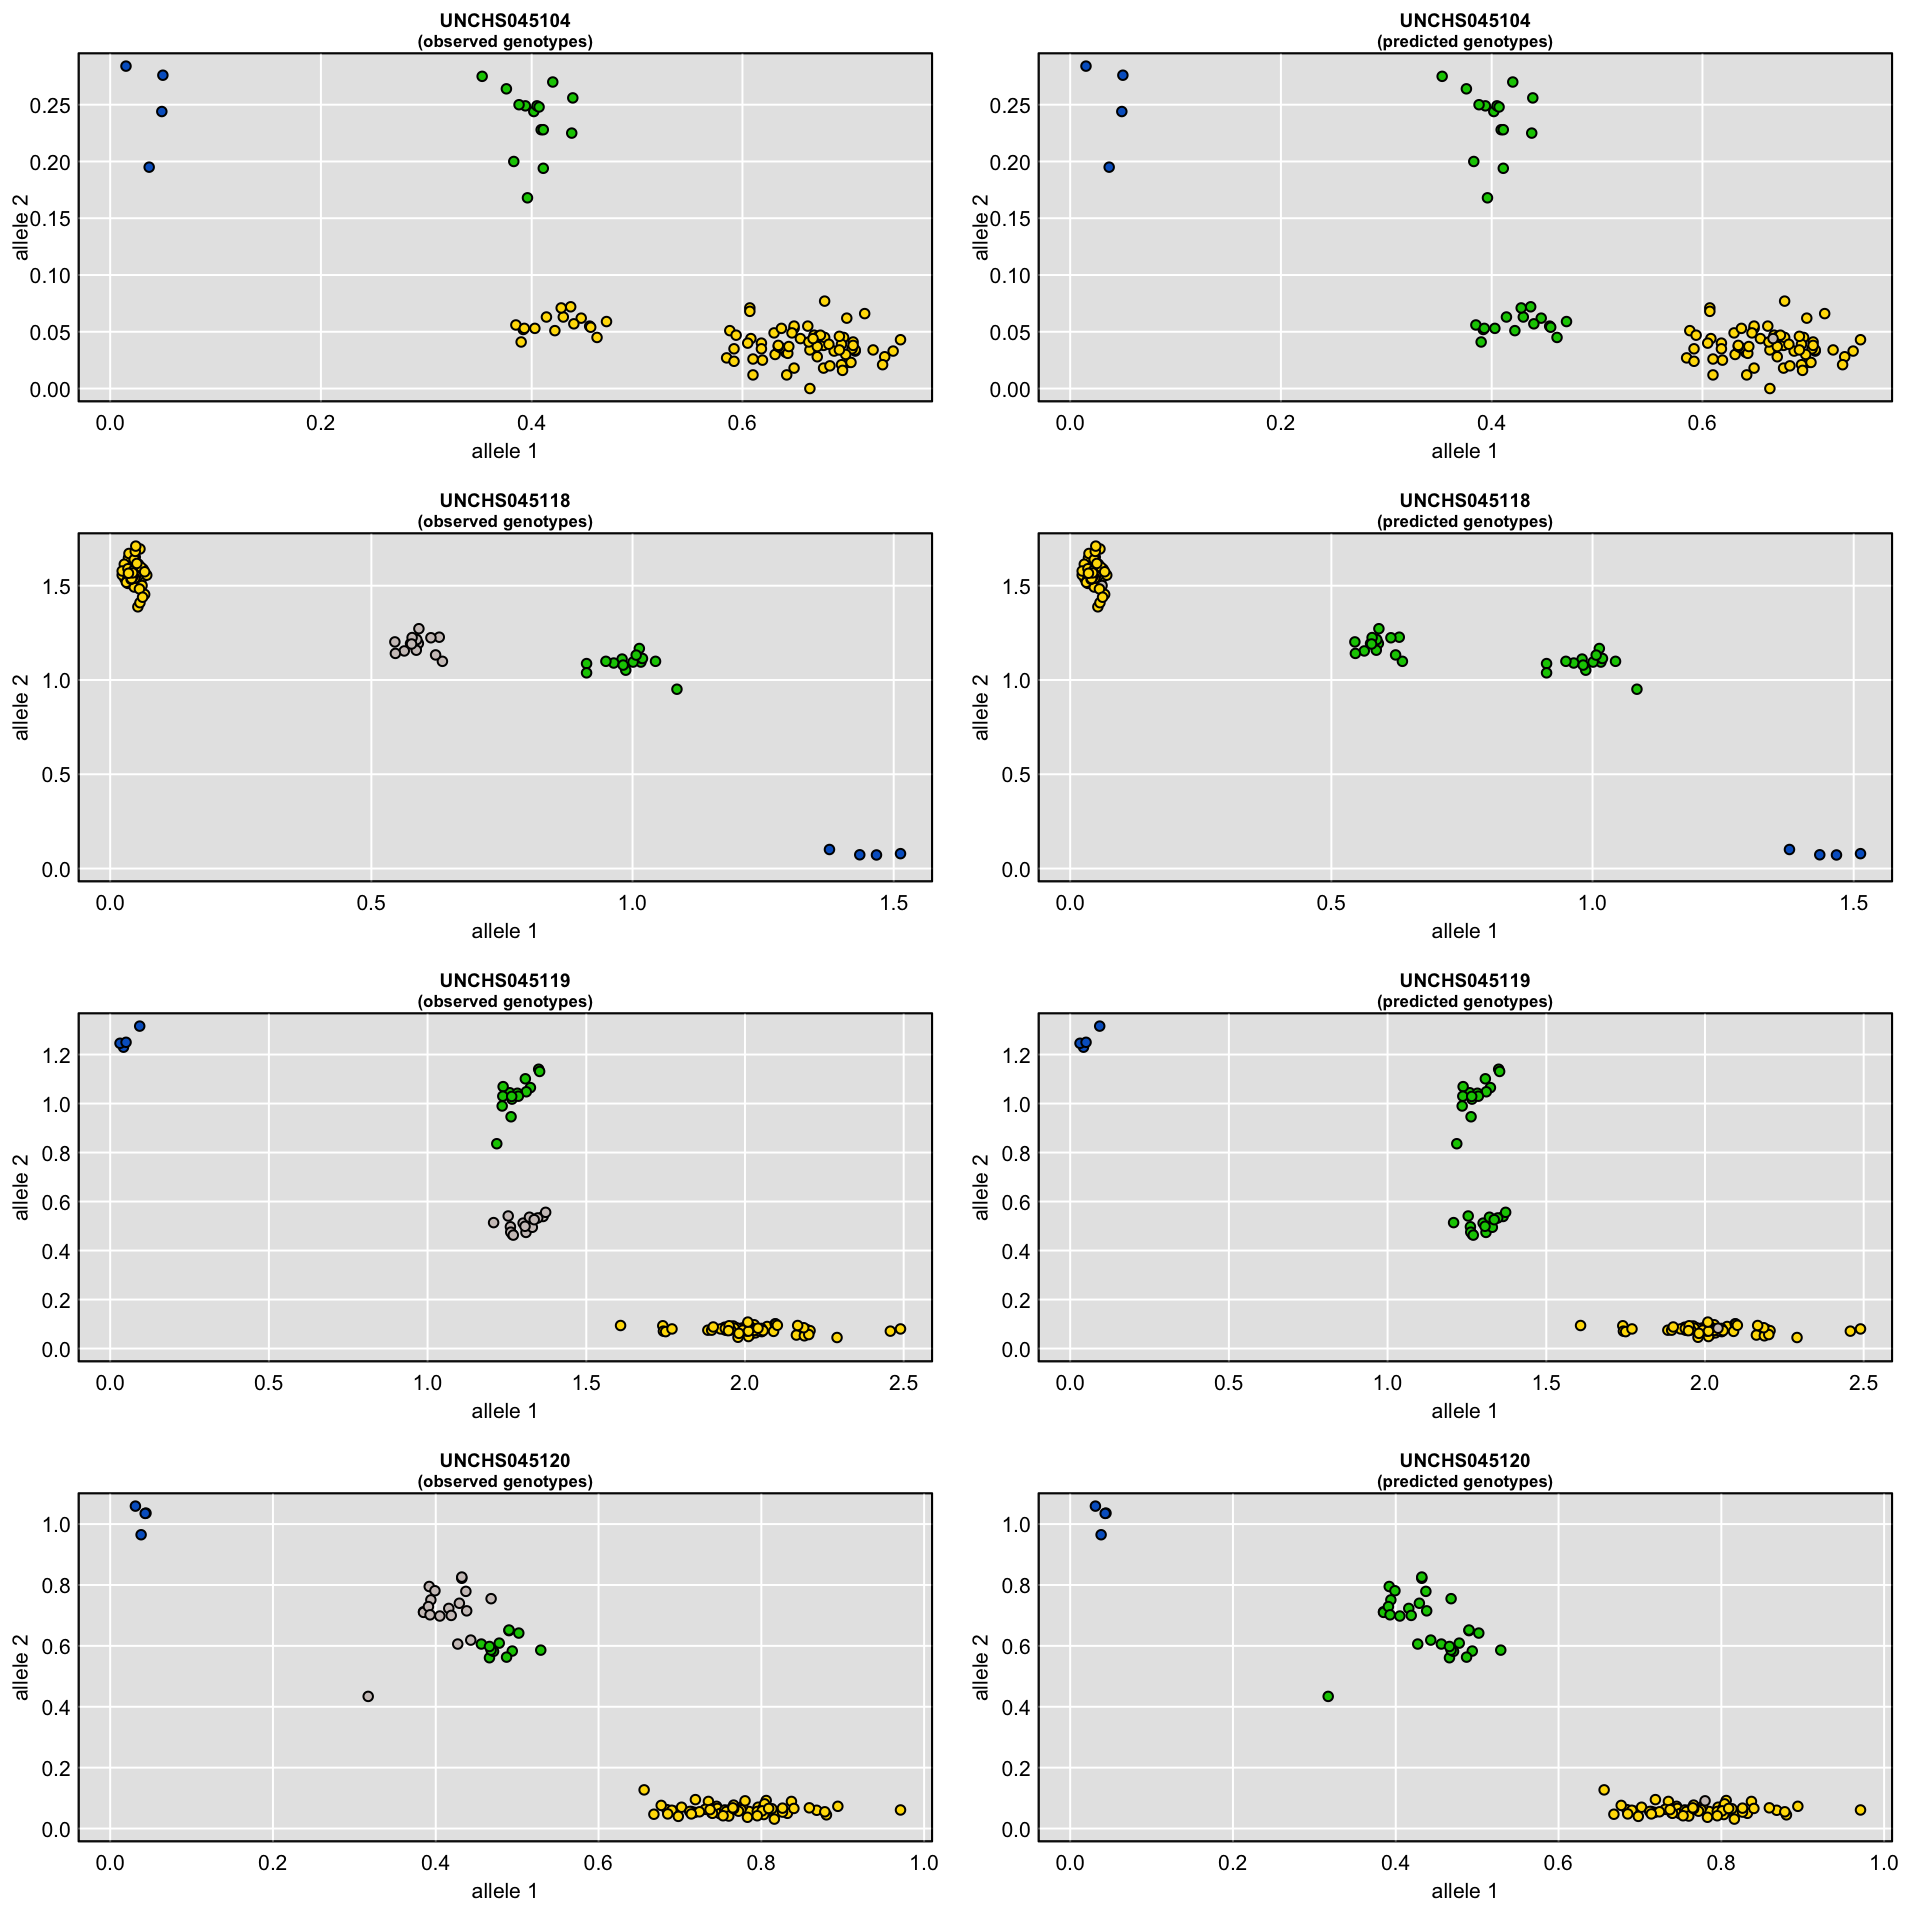 UNCHS045104
(observed genotypes)
allele 2
0.25
0.20
0.15
0.10
0.05
0.00
0.0 0.2 0.4 0.6
allele 1
UNCHS045104
(predicted genotypes)
allele 2
0.25
0.20
0.15
0.10
0.05
0.00
0.0 0.2 0.4 0.6
allele 1
UNCHS045118
(observed genotypes)
allele 2
1.5
1.0
0.5
0.0
0.0 0.5 1.0 1.5
allele 1
UNCHS045118
(predicted genotypes)
allele 2
1.5
1.0
0.5
0.0
0.0 0.5 1.0 1.5
allele 1
UNCHS045119
(observed genotypes)
allele 2
1.2
1.0
0.8
0.6
0.4
0.2
0.0
0.0 0.5 1.0 1.5 2.0 2.5
allele 1
UNCHS045119
(predicted genotypes)
allele 2
1.2
1.0
0.8
0.6
0.4
0.2
0.0
0.0 0.5 1.0 1.5 2.0 2.5
allele 1
UNCHS045120
(observed genotypes)
allele 2
1.0
0.8
0.6
0.4
0.2
0.0
0.0 0.2 0.4 0.6 0.8 1.0
allele 1
UNCHS045120
(predicted genotypes)
allele 2
1.0
0.8
0.6
0.4
0.2
0.0
0.0 0.2 0.4 0.6 0.8 1.0
allele 1